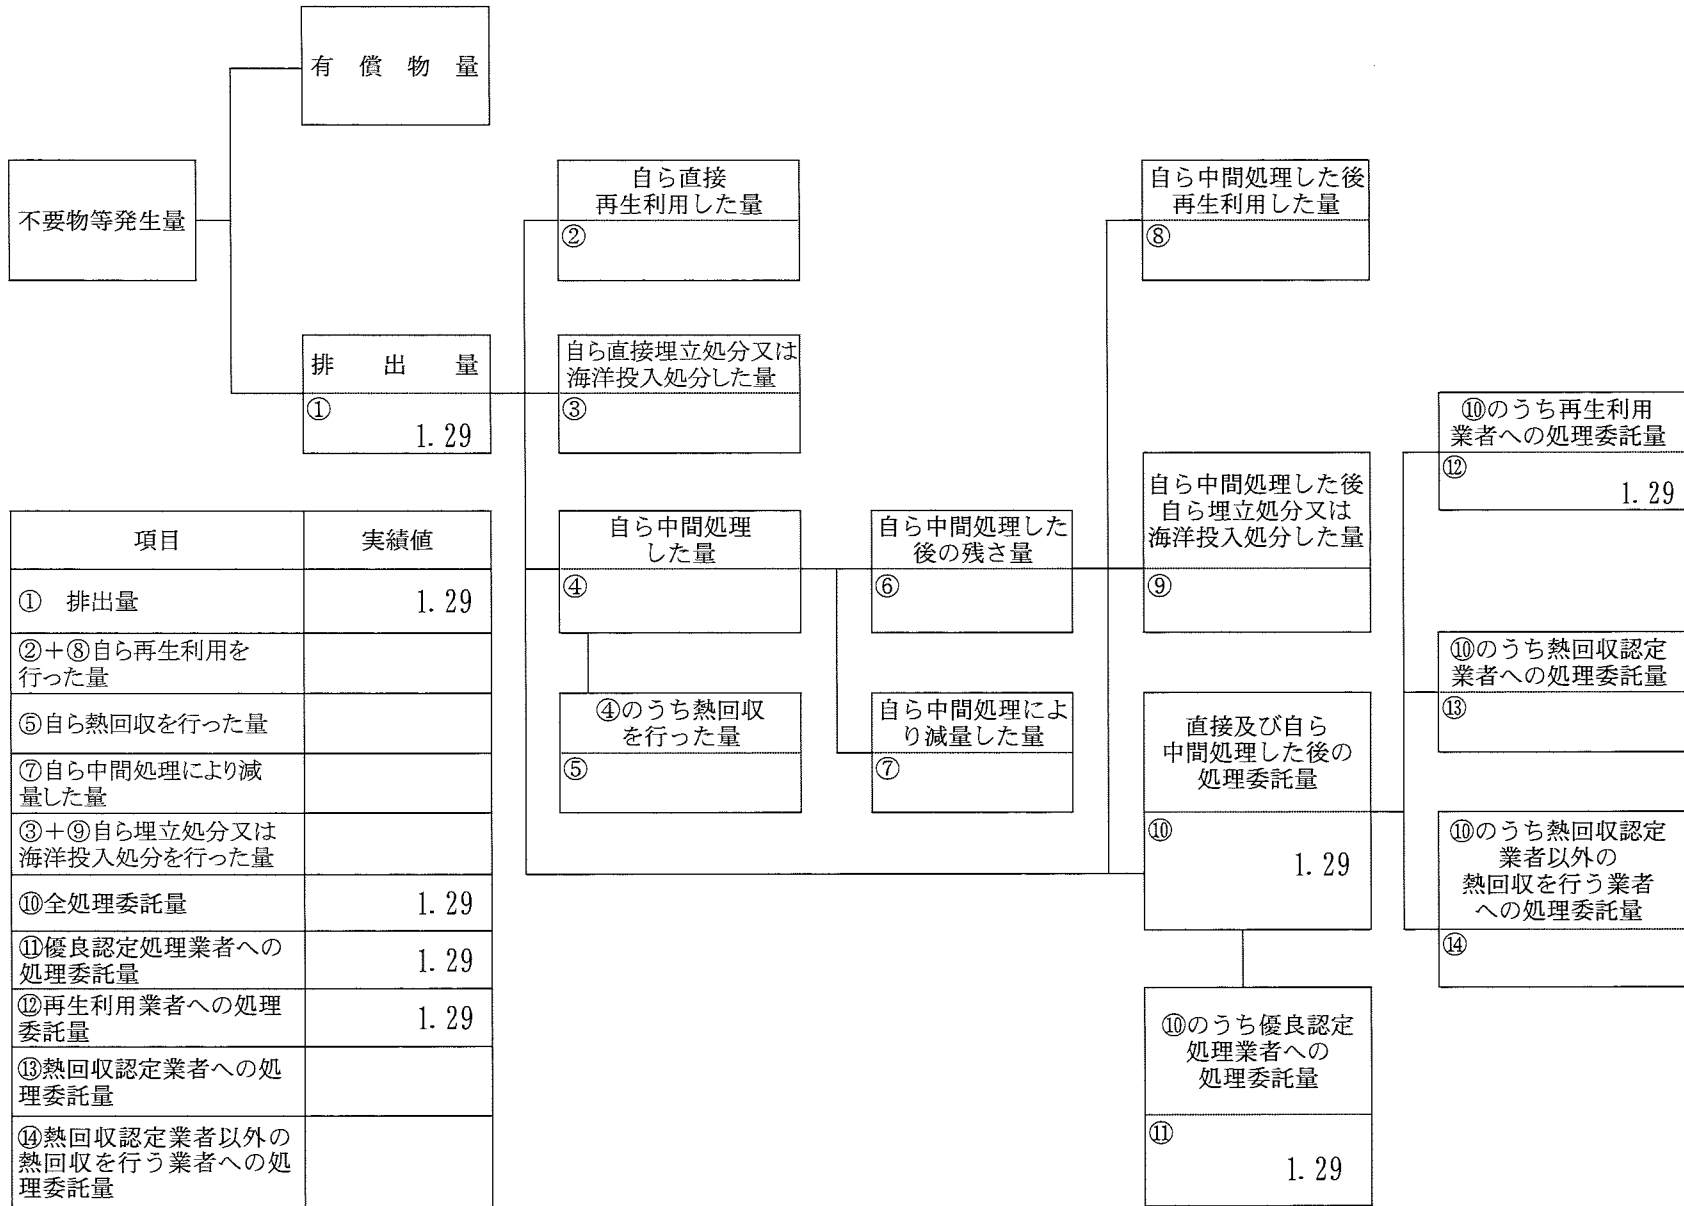 有償物量
不要物等発生量
自ら直接
再生利用した量
②
自ら中間処理した後
再生利用した量
⑧
排出量
①
1.29
自ら直接埋立処分又は
海洋投入処分した量
③
⑩のうち再生利用
業者への処理委託量
⑫
1.29
自ら中間処理
した量
④
自ら中間処理した
後の残さ量
⑥
自ら中間処理した後
自ら埋立処分又は
海洋投入処分した量
⑨
④のうち熱回収
を行った量
⑤
自ら中間処理によ
り減量した量
⑦
直接及び自ら
中間処理した後の
処理委託量
⑩
1.29
⑩のうち熱回収認定
業者への処理委託量
⑬
⑩のうち熱回収認定
業者以外の
熱回収を行う業者
への処理委託量
⑭
⑩のうち優良認定
処理業者への
処理委託量
⑪
1.29
項目 実績値
① 排出量 1.29
②+⑧自ら再生利用を
行った量
⑤自ら熱回収を行った量
⑦自ら中間処理により減
量した量
③+⑨自ら埋立処分又は
海洋投入処分を行った量
⑩全処理委託量 1.29
⑪優良認定処理業者への
処理委託量 1.29
⑫再生利用業者への処理
委託量 1.29
⑬熱回収認定業者への処
理委託量
⑭熱回収認定業者以外の
熱回収を行う業者への処
理委託量